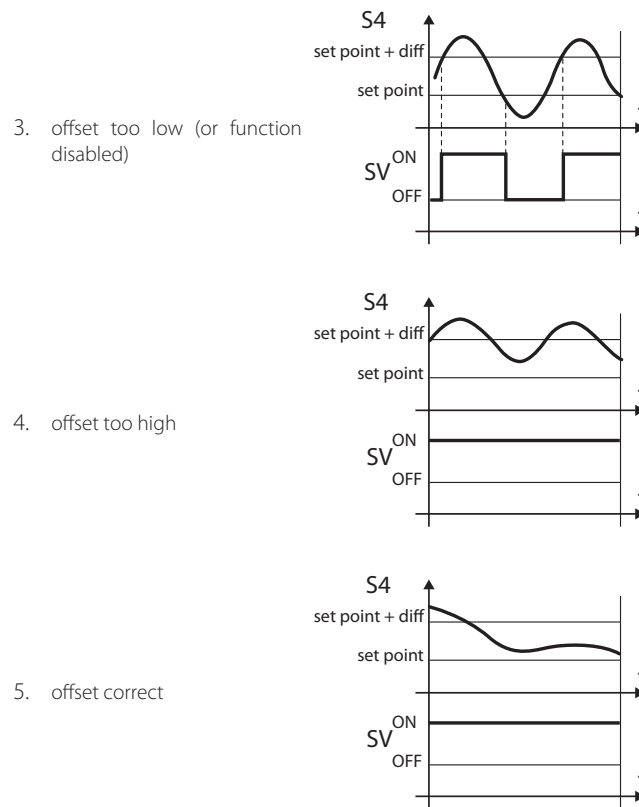 S4
set point + diff
set point
3. offset too low (or function
disabled)
ON
SV
OFF
S4
set point + diff
set point
4. offset too high
ON
SV
OFF
S4
set point + diff
set point
5. offset correct
ON
SV
OFF